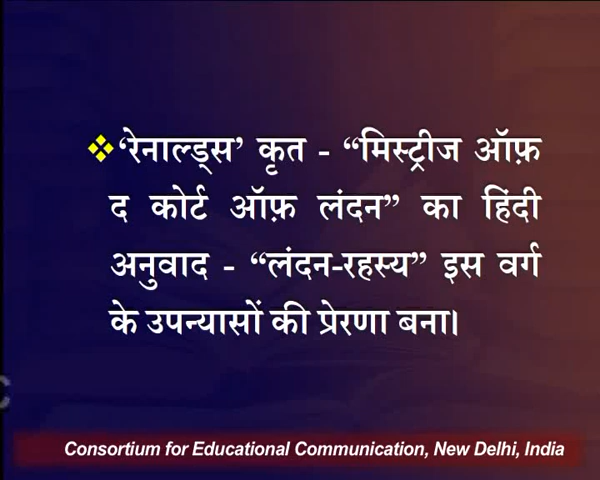 ❖‘रेनाल्ड्स’ कृत - “मिस्ट्रीज ऑफ़
द कोर्ट ऑफ़ लंदन” का हिंदी
अनुवाद - “लंदन-रहस्य” इस वर्ग
के उपन्यासों की प्रेरणा बना।
Consortium for Educational Communication, New Delhi, India